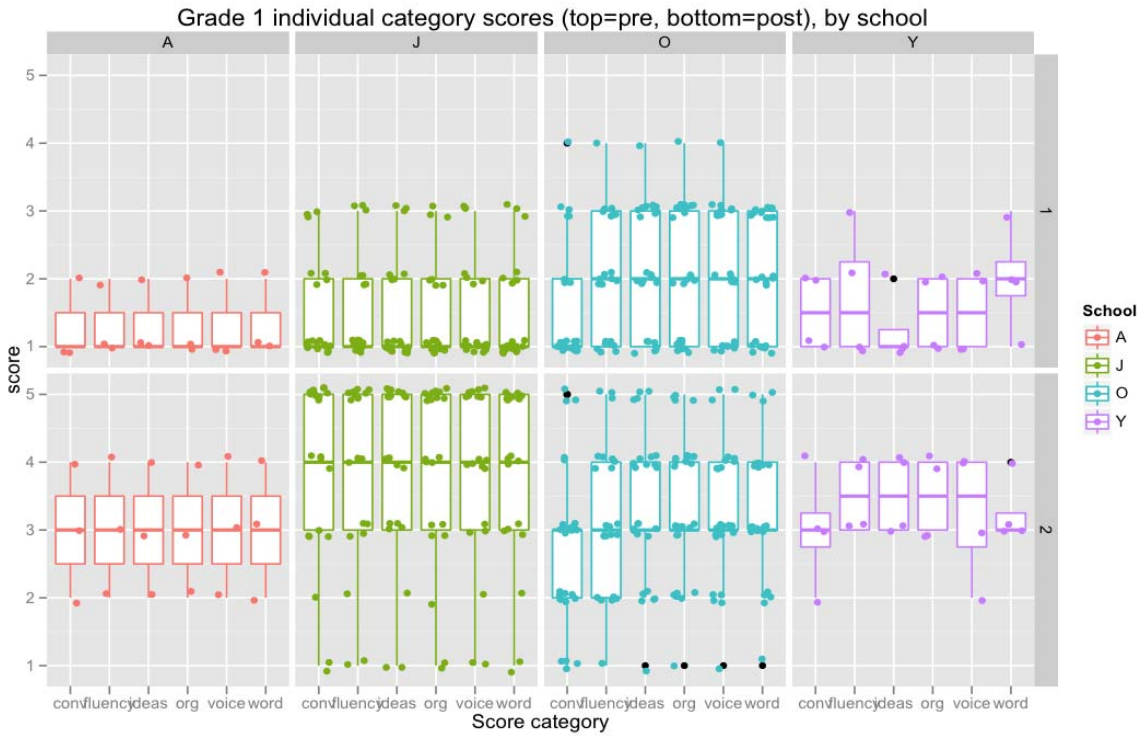 Grade 1 individual category scores (top=pre, bottom=post), by school
A J O Y
5
4
3
2
1
1
5
4
3
2
1
2
score
conv fluency ideas org voice word conv fluency ideas org voice word conv fluency ideas org voice word conv fluency ideas org voice word
Score category
School
A
J
O
Y